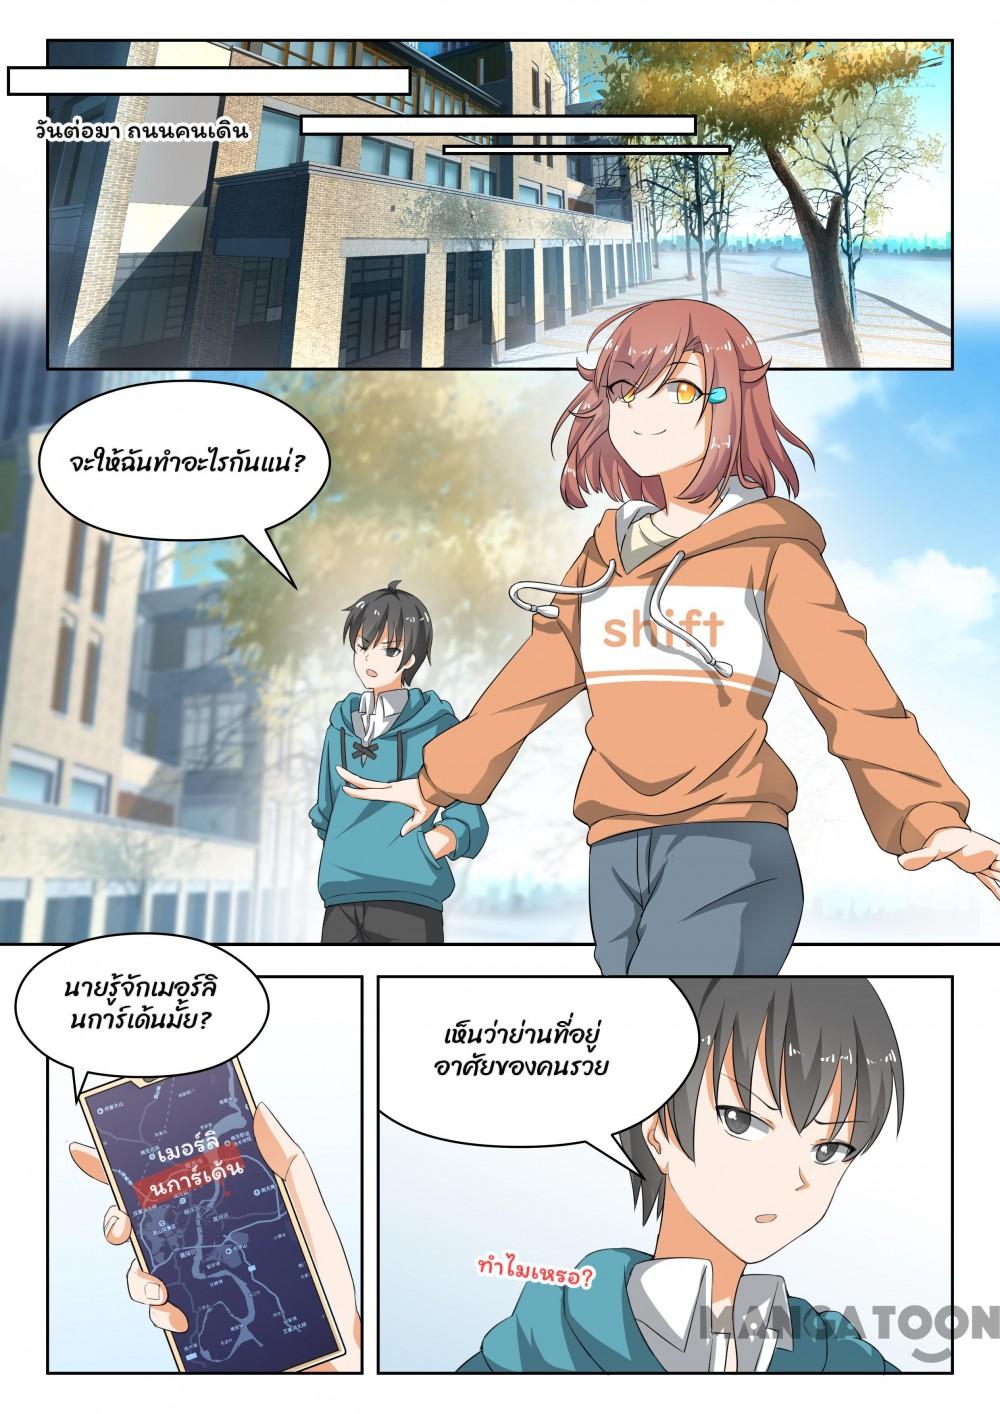 วันต่อมา ถนนคนเดิน
จะให้ฉันทำอะไรกันแน่?
shift
นายรู้จักเมอร์ลิ
นการ์เด้นมั้ย?
เมอร์ลิ
นการ์เด้น
เห็นว่าย่านที่อยู่
อาศัยของคนรวย
ทำไมเหรอ?
MANGATOON